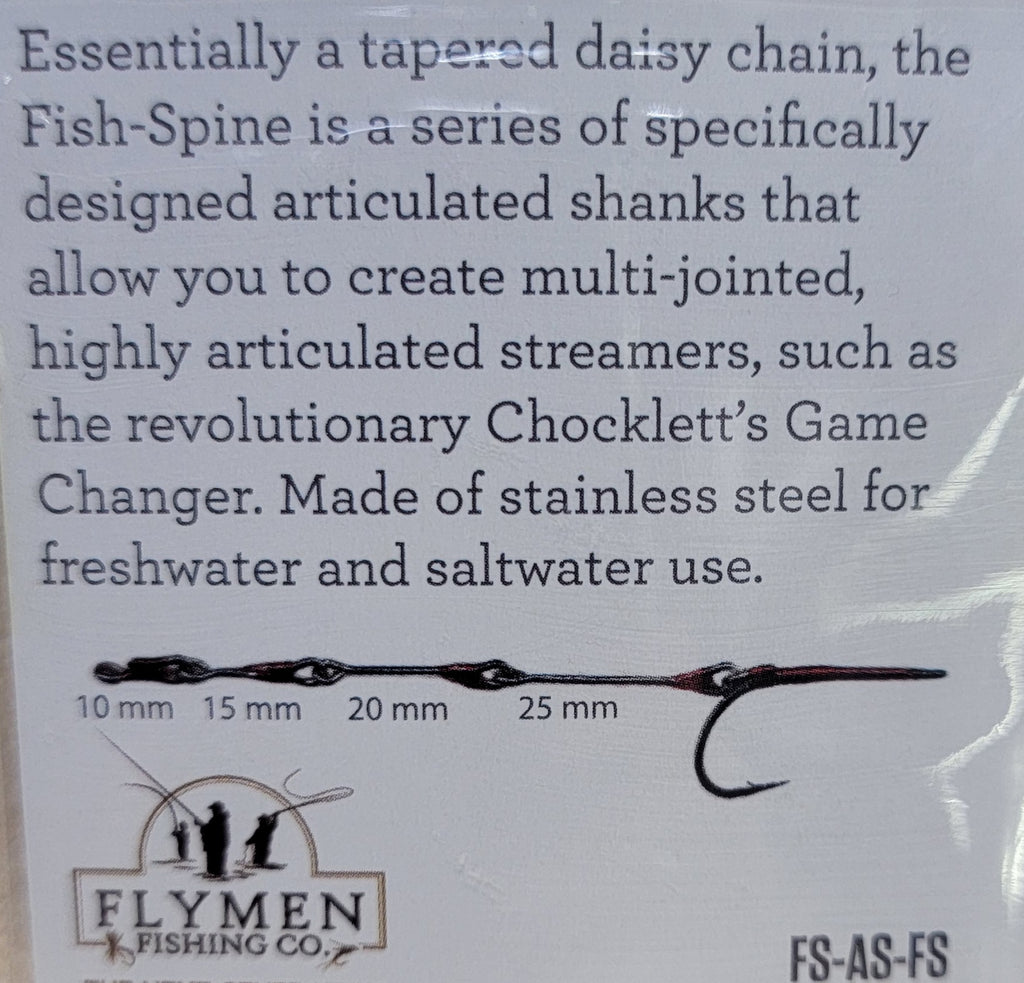 Essentially a tapered daisy chain, the
Fish-Spine is a series of specifically
designed articulated shanks that
allow you to create multi-jointed,
highly articulated streamers, such as
the revolutionary Chocklett's Game
Changer. Made of stainless steel for
freshwater and saltwater use.
10 mm 15 mm 20 mm 25 mm
FLYMEN
FISHING CO.
FS-AS-FS